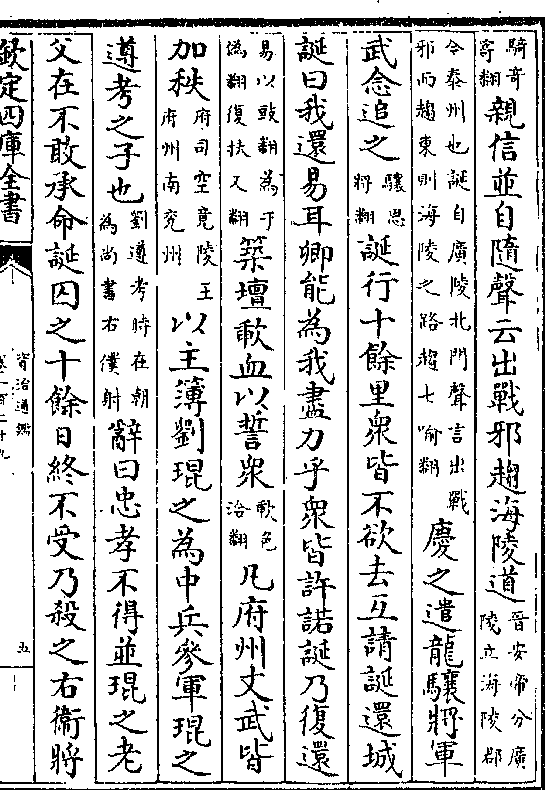 騎奇寄翻親信並自隨聲云出戰邪趨海陵道晉安帝分廣陵立海陵郡
今泰州也誕自廣陵北門聲言出戰邪而趨東則海陵之路趨七喻翻慶之遣龍驤將軍
武念追之驤思將翻誕行十餘里衆皆不欲去互請誕還城
誕曰我還易耳卿能為我盡力乎衆皆許諾誕乃復還
易以豉翻為于偽翻復扶又翻築壇歃血以誓衆歃色洽翻凡府州文武皆
加秩府司空竟陵王府州南兖州以主簿劉琨之為中兵參軍琨之
遵考之子也劉遵考時在朝為尚書右僕射辭曰忠孝不得並琨之老
父在不敢承命誕囚之十餘日終不受乃殺之右衞將
欽定四庫全書
資治通鑑
卷一百二十九
五